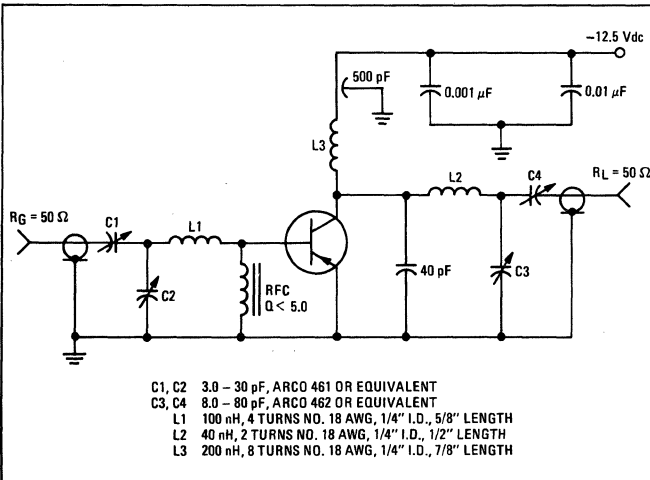 −12.5 Vdc
500 pF
0.001 µF
0.01 µF
L3
L2
C4
RL = 50 Ω
RG = 50 Ω
C1
L1
C2
RFC
Q < 5.0
40 pF
C3
C1, C2 3.0 – 30 pF, ARCO 461 OR EQUIVALENT
C3, C4 8.0 – 80 pF, ARCO 462 OR EQUIVALENT
L1 100 nH, 4 TURNS NO. 18 AWG, 1/4" I.D., 5/8" LENGTH
L2 40 nH, 2 TURNS NO. 18 AWG, 1/4" I.D., 1/2" LENGTH
L3 200 nH, 8 TURNS NO. 18 AWG, 1/4" I.D., 7/8" LENGTH